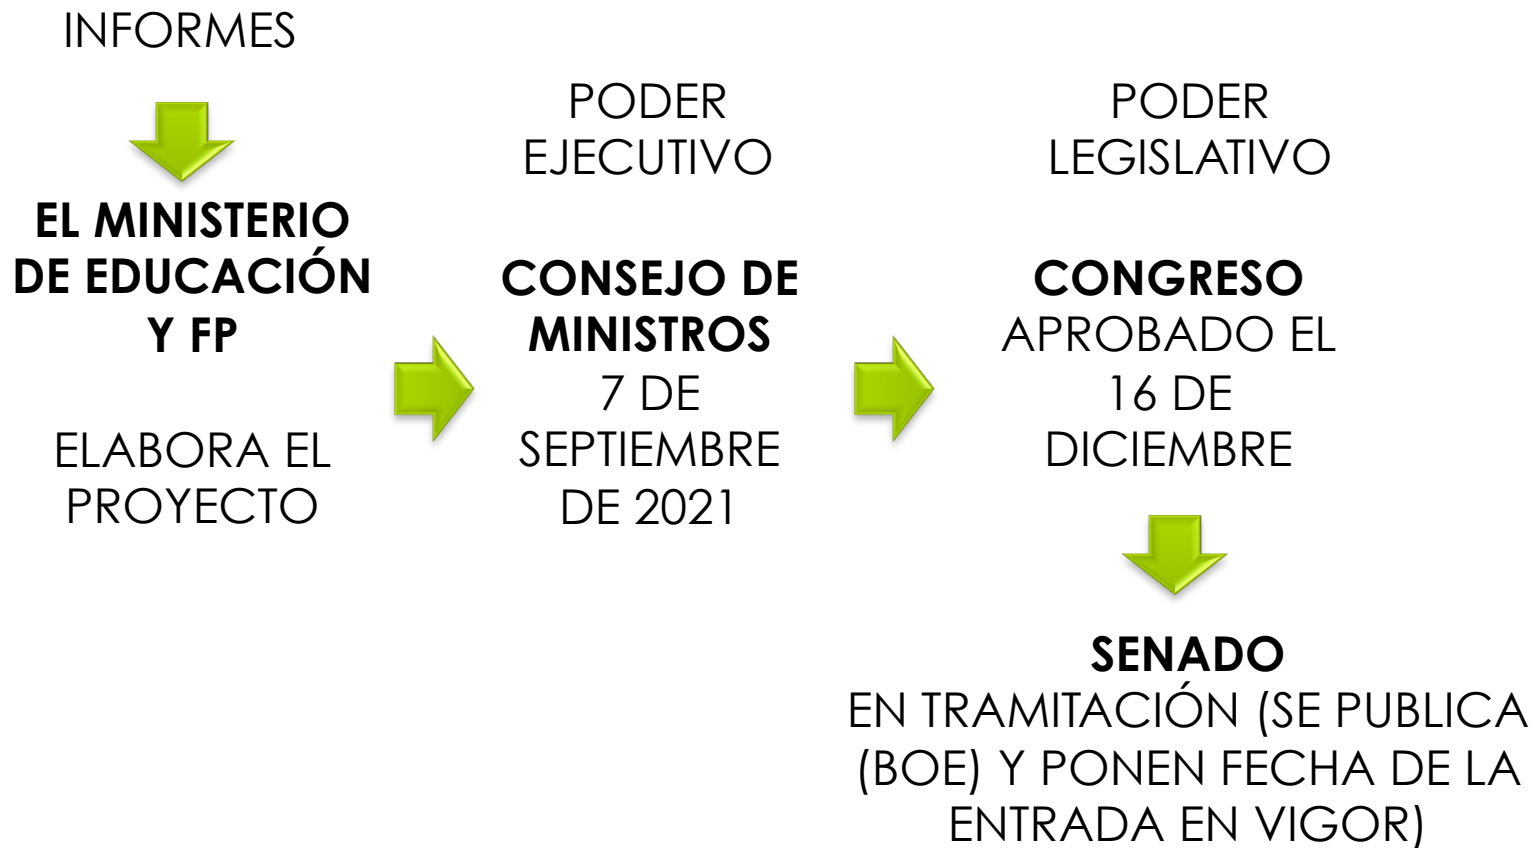 INFORMES
EL MINISTERIO
DE EDUCACIÓN
Y FP
ELABORA EL
PROYECTO
PODER
EJECUTIVO
CONSEJO DE
MINISTROS
7 DE
SEPTIEMBRE
DE 2021
PODER
LEGISLATIVO
CONGRESO
APROBADO EL
16 DE
DICIEMBRE
SENADO
EN TRAMITACIÓN (SE PUBLICA
(BOE) Y PONEN FECHA DE LA
ENTRADA EN VIGOR)